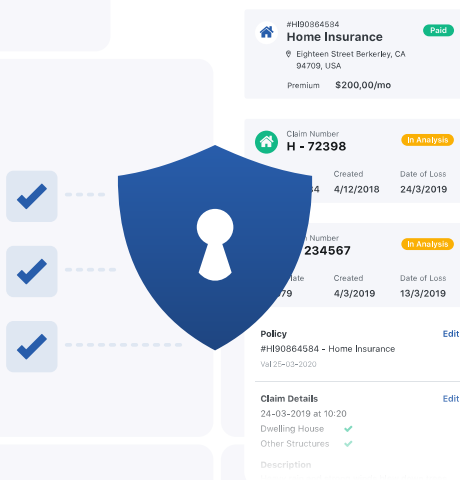 #HI90864584
Home Insurance
Paid
Eighteen Street Berkerley, CA
94709, USA
Premium $200,00/mo
Claim Number
H - 72398
In Analysis
Created Date of Loss
4 4/12/2018 24/3/2019
Number
234567
In Analysis
late Created Date of Loss
79 4/3/2019 13/3/2019
Policy Edit
#HI90864584 - Home Insurance
Val 25-03-2020
Claim Details Edit
24-03-2019 at 10:20
Dwelling House
Other Structures
Description